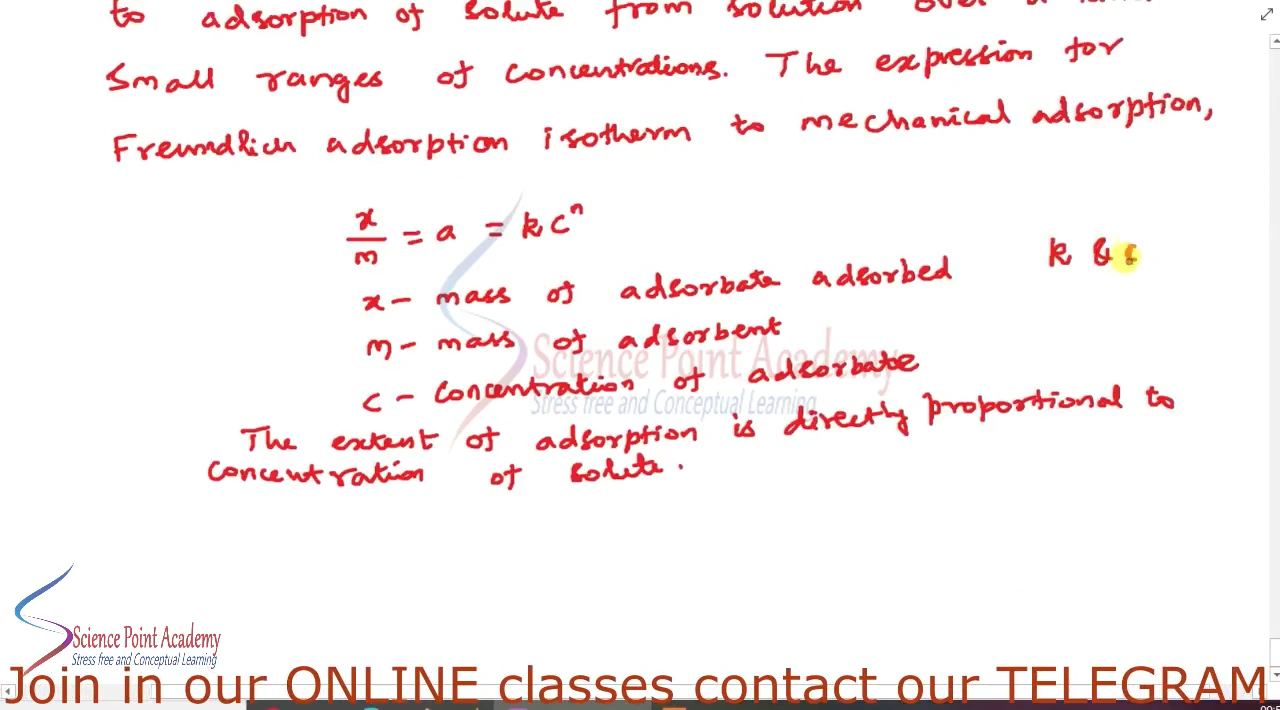 to adsorption of solute from solution over a
Small ranges of concentrations. The expression for
Freundlich adsorption isotherm to mechanical adsorption,
x/m = a = k c^n
k &
x - mass of adsorbate adsorbed
m - mass of adsorbent
c - concentration of adsorbate
The extent of adsorption is directly proportional to
concentration of solute.
Science Point Academy
Stress free and Conceptual Learning
Science Point Academy
Stress free and Conceptual Learning
Join in our ONLINE classes contact our TELEGRAM